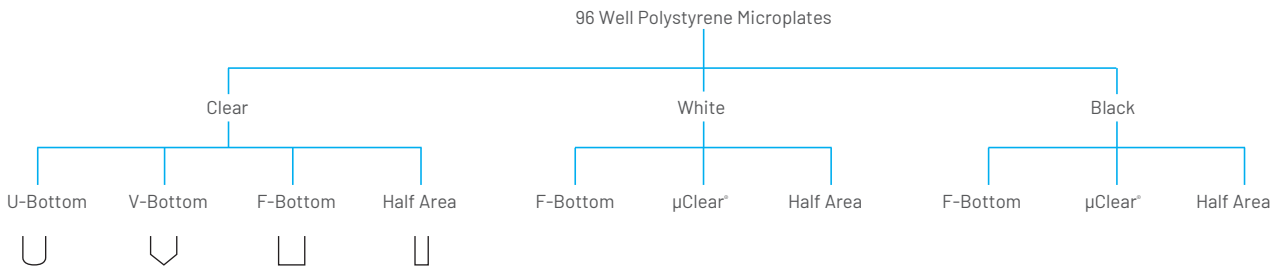 96 Well Polystyrene Microplates
Clear White Black
U-Bottom V-Bottom F-Bottom Half Area F-Bottom µClear® Half Area F-Bottom µClear® Half Area